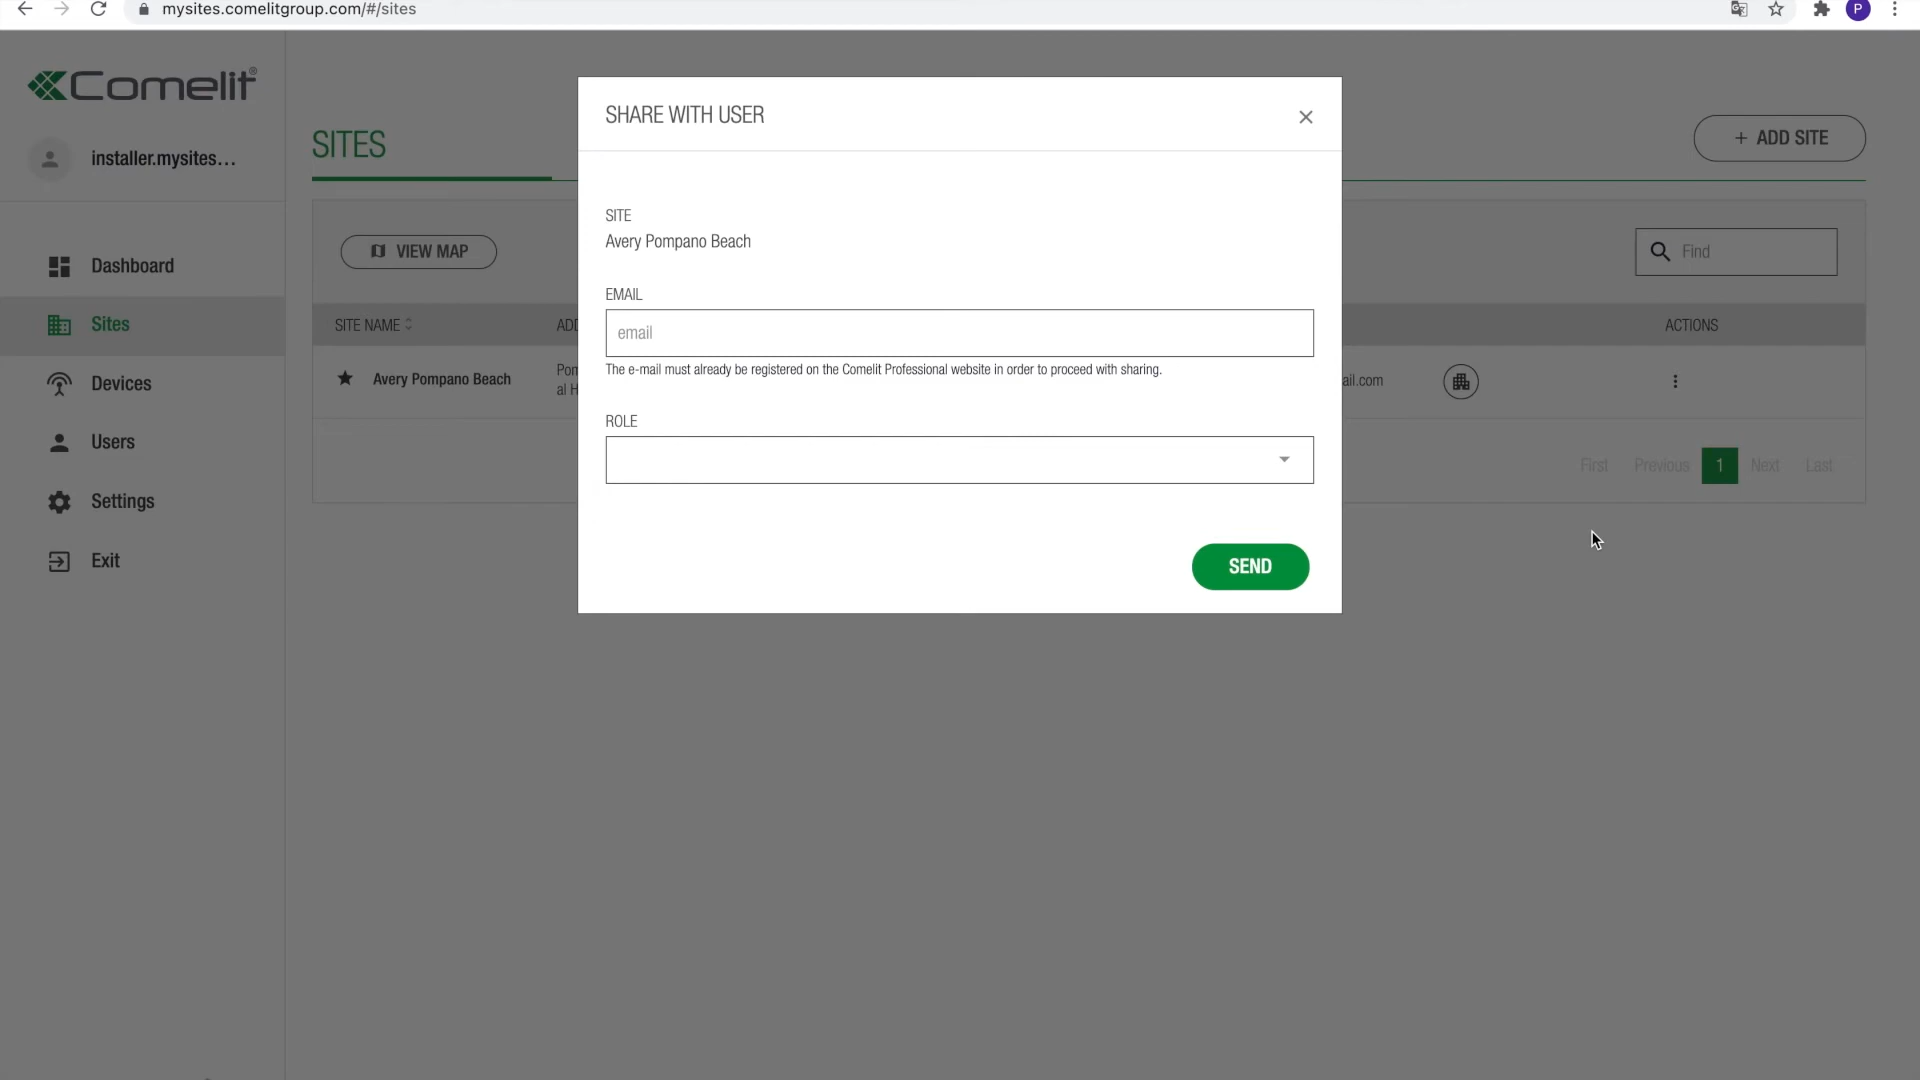 mysites.comelitgroup.com/#/sites
P
Comelit®
installer.mysites...
Dashboard
Sites
Devices
Users
Settings
Exit
SITES
+ ADD SITE
VIEW MAP
Find
SITE NAME
ACTIONS
Avery Pompano Beach
ail.com
First Previous 1 Next Last
SHARE WITH USER
SITE
Avery Pompano Beach
EMAIL
email
The e-mail must already be registered on the Comelit Professional website in order to proceed with sharing.
ROLE
SEND